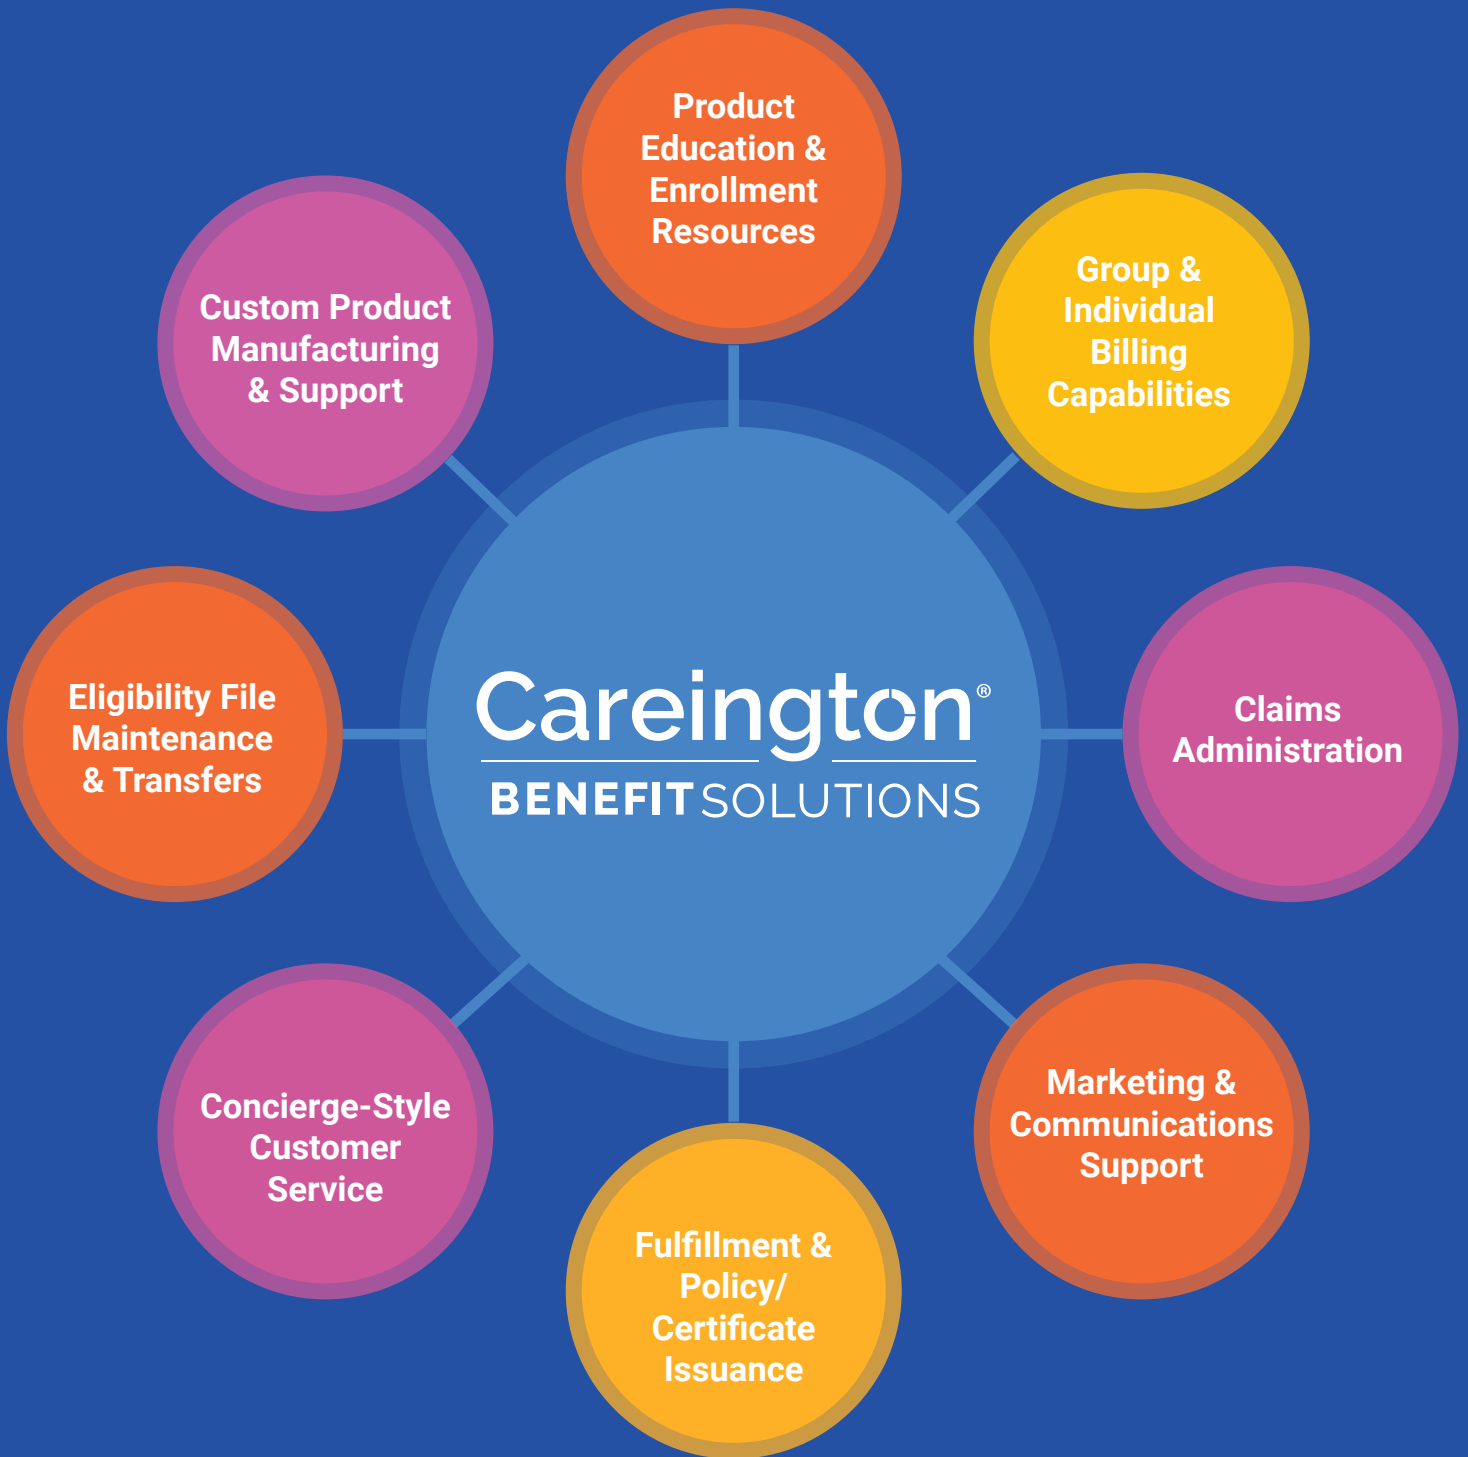 Product
Education &
Enrollment
Resources
Group &
Individual
Billing
Capabilities
Custom Product
Manufacturing
& Support
Eligibility File
Maintenance
& Transfers
Careington®
BENEFIT SOLUTIONS
Claims
Administration
Concierge-Style
Customer
Service
Marketing &
Communications
Support
Fulfillment &
Policy/
Certificate
Issuance